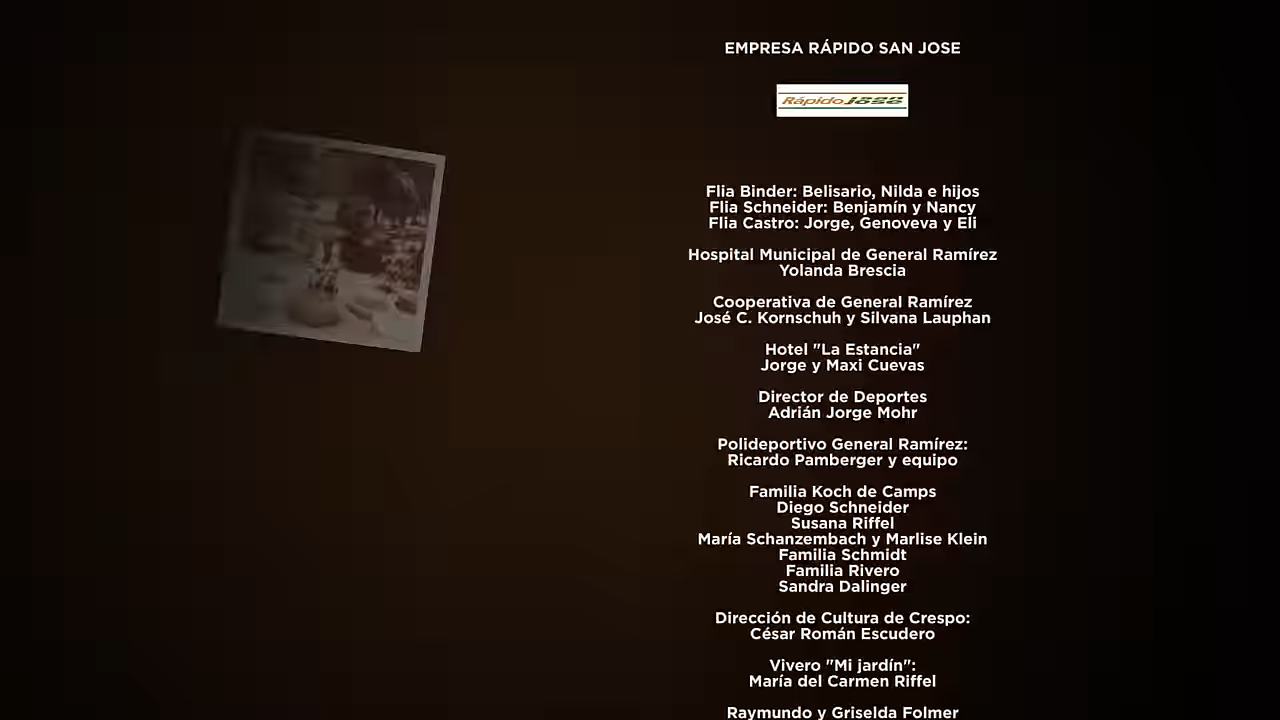 EMPRESA RÁPIDO SAN JOSE
Rápido San José
Flia Binder: Belisario, Nilda e hijos
Flia Schneider: Benjamín y Nancy
Flia Castro: Jorge, Genoveva y Eli
Hospital Municipal de General Ramírez
Yolanda Brescia
Cooperativa de General Ramírez
José C. Kornschuh y Silvana Lauphan
Hotel "La Estancia"
Jorge y Maxi Cuevas
Director de Deportes
Adrián Jorge Mohr
Polideportivo General Ramírez:
Ricardo Pamberger y equipo
Familia Koch de Camps
Diego Schneider
Susana Riffel
María Schanzembach y Marlise Klein
Familia Schmidt
Familia Rivero
Sandra Dalinger
Dirección de Cultura de Crespo:
César Román Escudero
Vivero "Mi jardín":
María del Carmen Riffel
Raymundo y Griselda Folmer